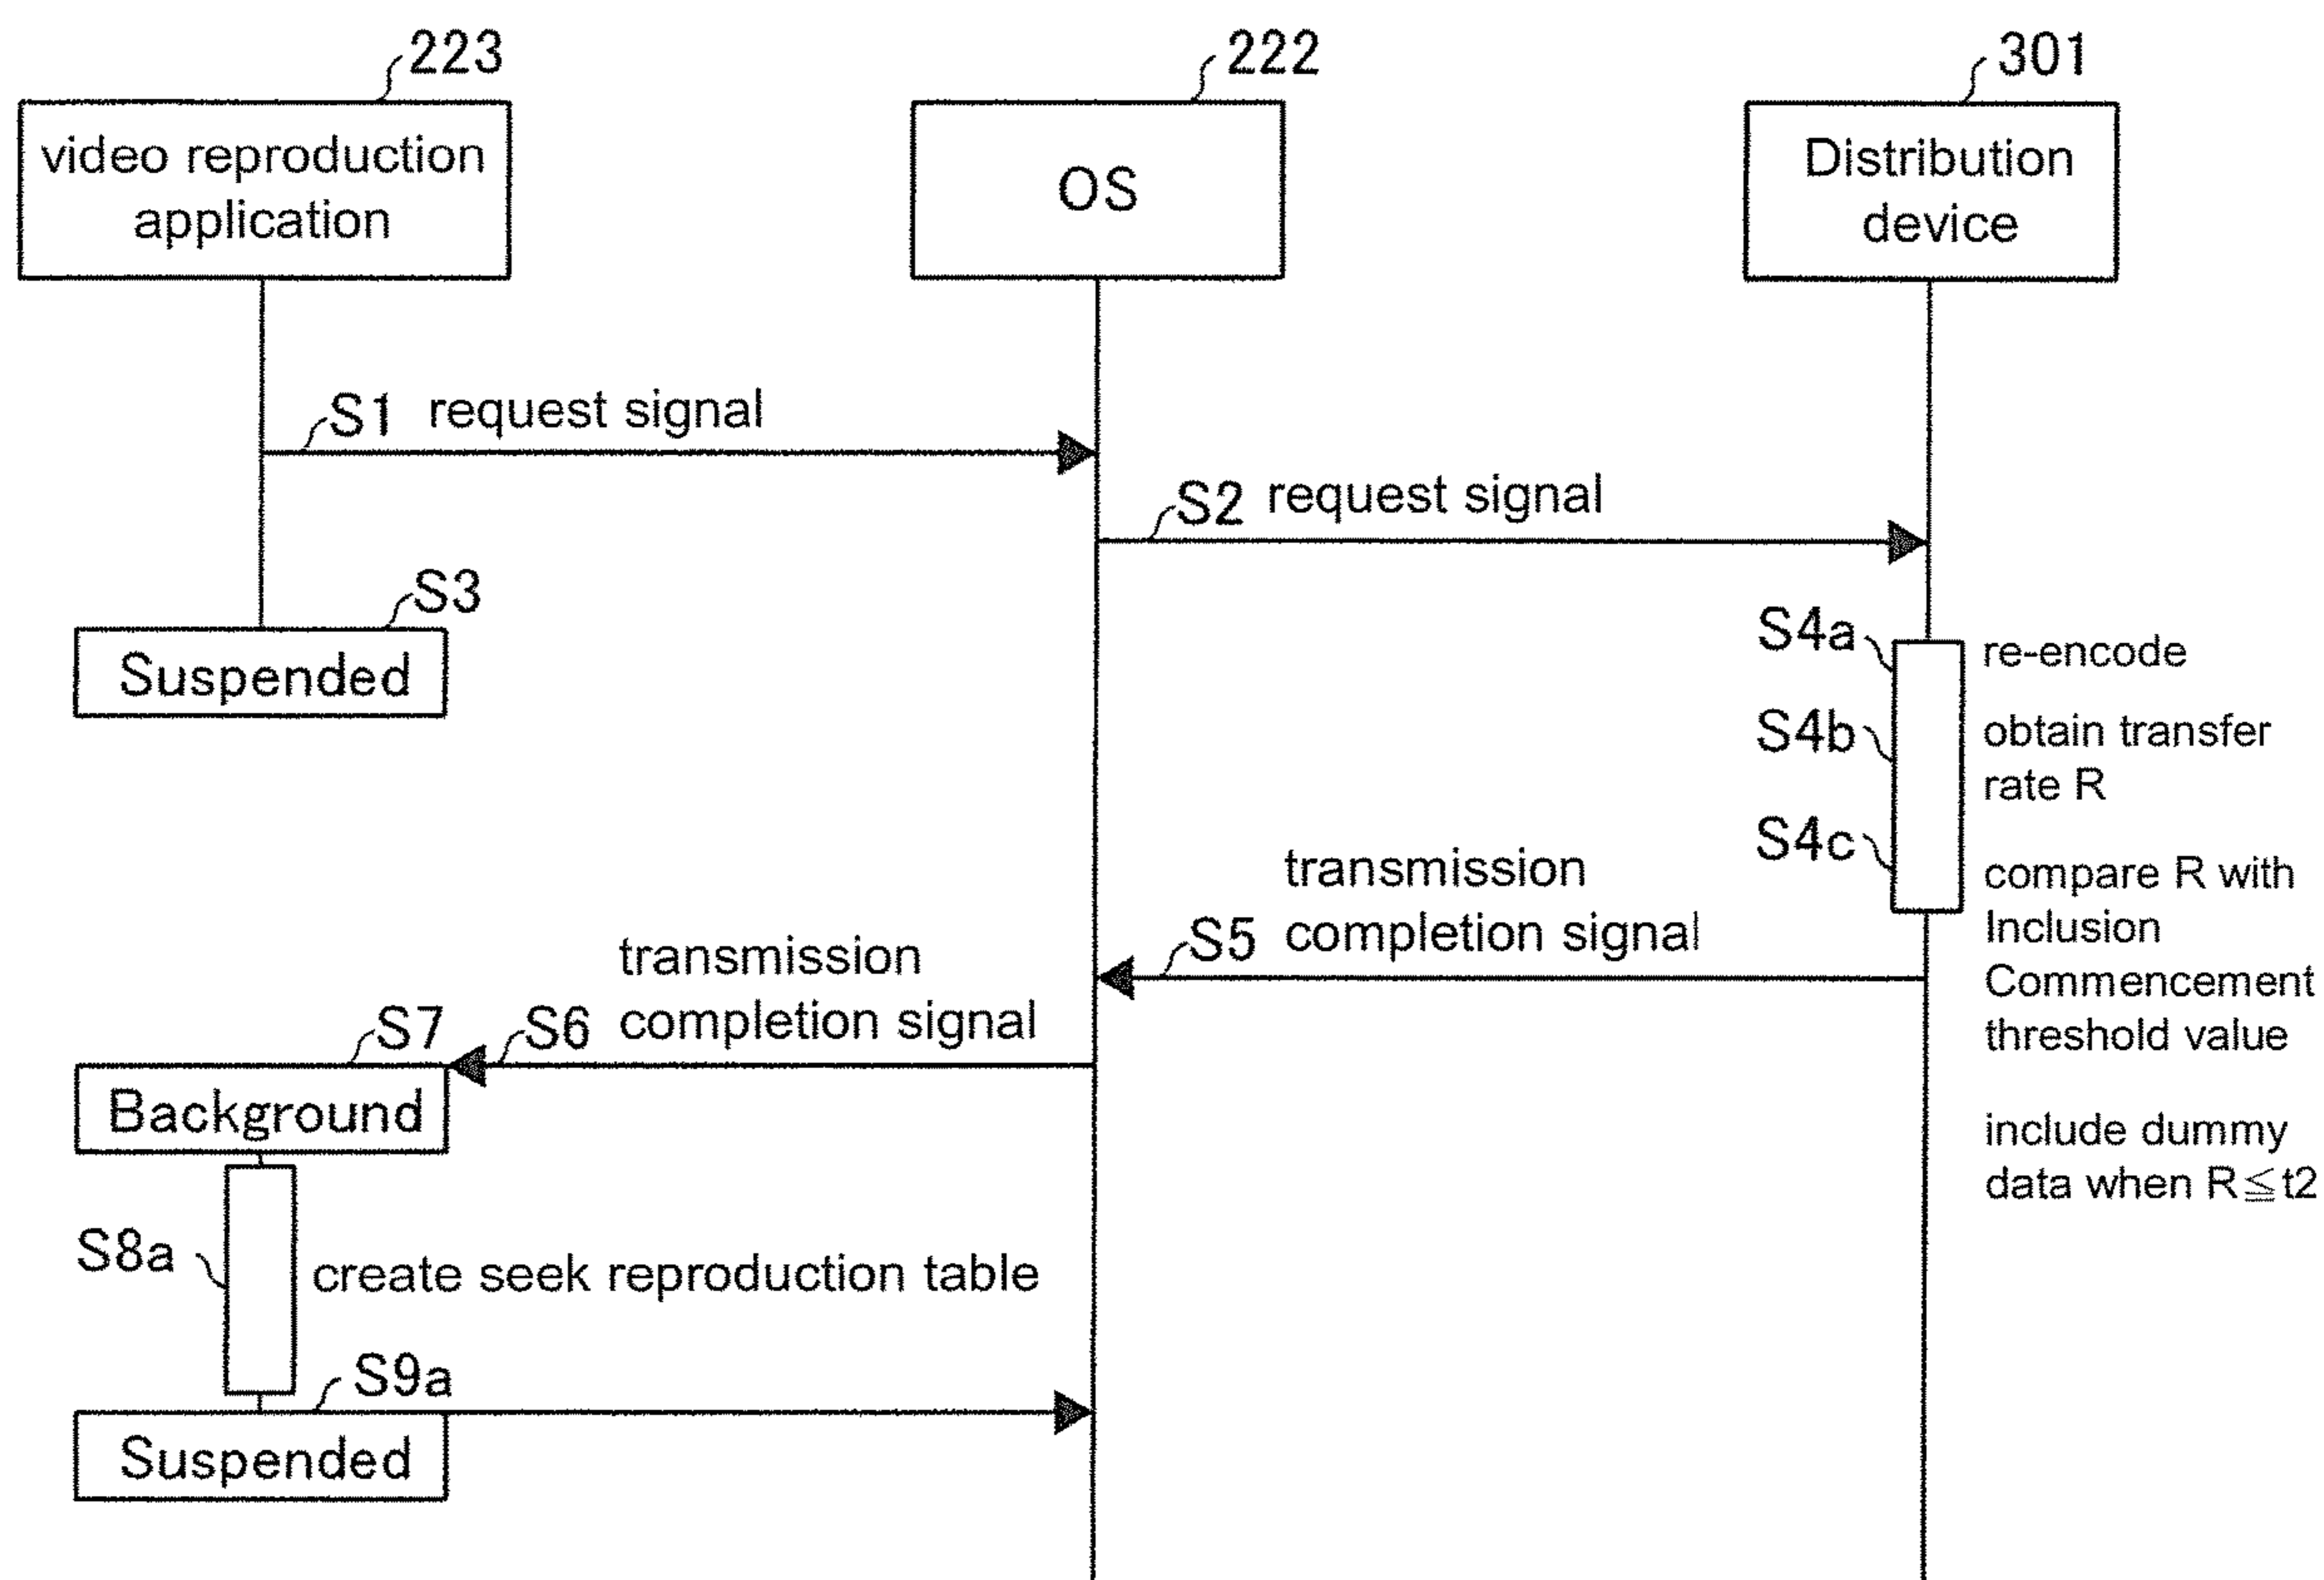 223
222
301
video reproduction
application
OS
Distribution
device
S1 request signal
S2 request signal
S3
Suspended
S4a
re-encode
S4b
obtain transfer
rate R
S4c
compare R with
Inclusion
Commencement
threshold value
include dummy
data when R≦t2
transmission
S5 completion signal
transmission
S6 completion signal
S7
Background
S8a
create seek reproduction table
S9a
Suspended